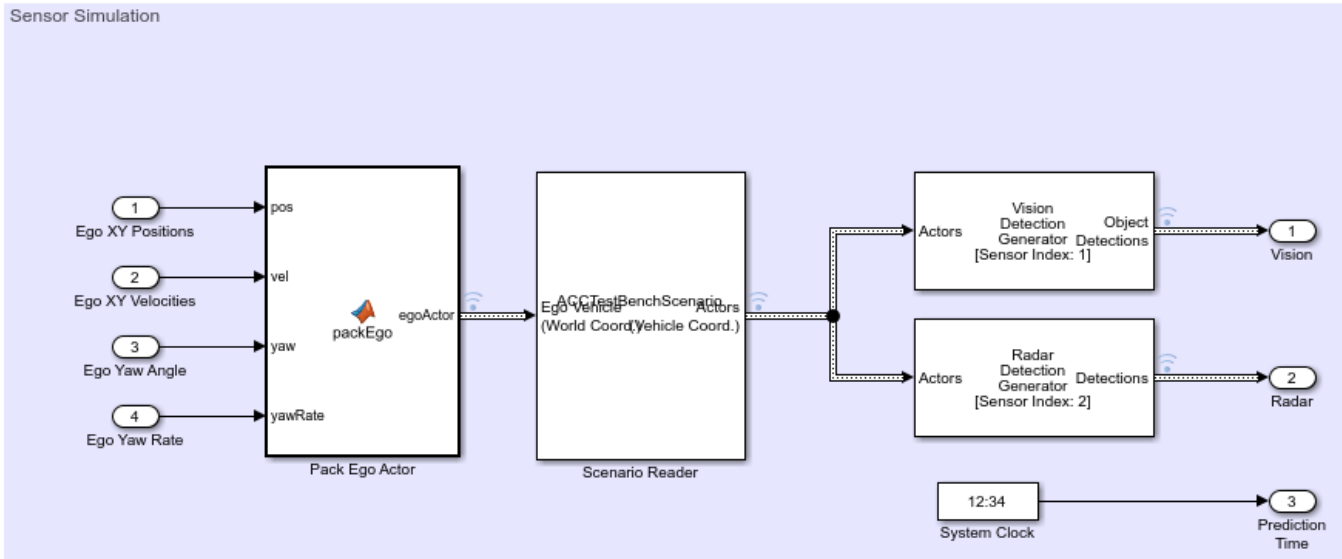 Sensor Simulation
1
Ego XY Positions
2
Ego XY Velocities
3
Ego Yaw Angle
4
Ego Yaw Rate
pos
vel
yaw
yawRate
packEgo
egoActor
Pack Ego Actor
ACCTestBenchScenario
Ego Vehicle
(World Coord.)
Actors
(Vehicle Coord.)
Scenario Reader
Actors
Vision
Detection
Generator
[Sensor Index: 1]
Object
Detections
1
Vision
Actors
Radar
Detection
Generator
[Sensor Index: 2]
Detections
2
Radar
12:34
System Clock
3
Prediction
Time